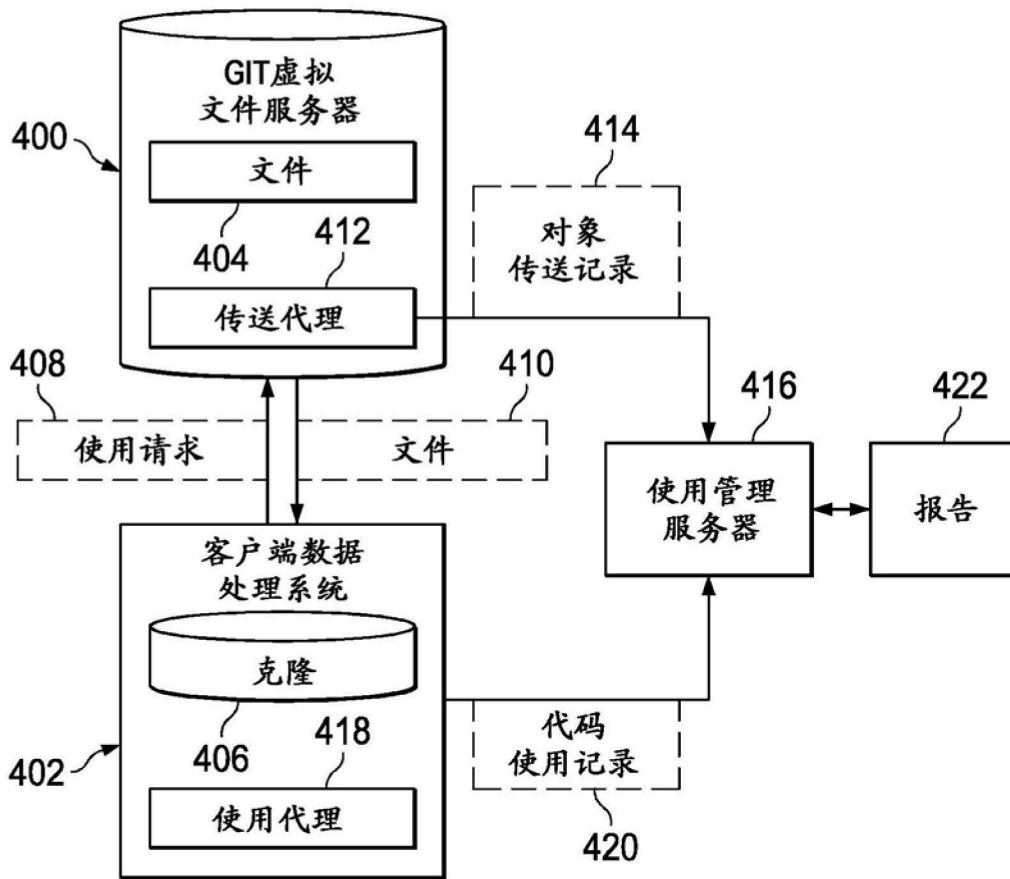 GIT虚拟
文件服务器
400
文件
404
412
传送代理
414
对象
传送记录
408
使用请求
410
文件
416
使用管理
服务器
422
报告
客户端数据
处理系统
克隆
406
418
402
使用代理
代码
使用记录
420